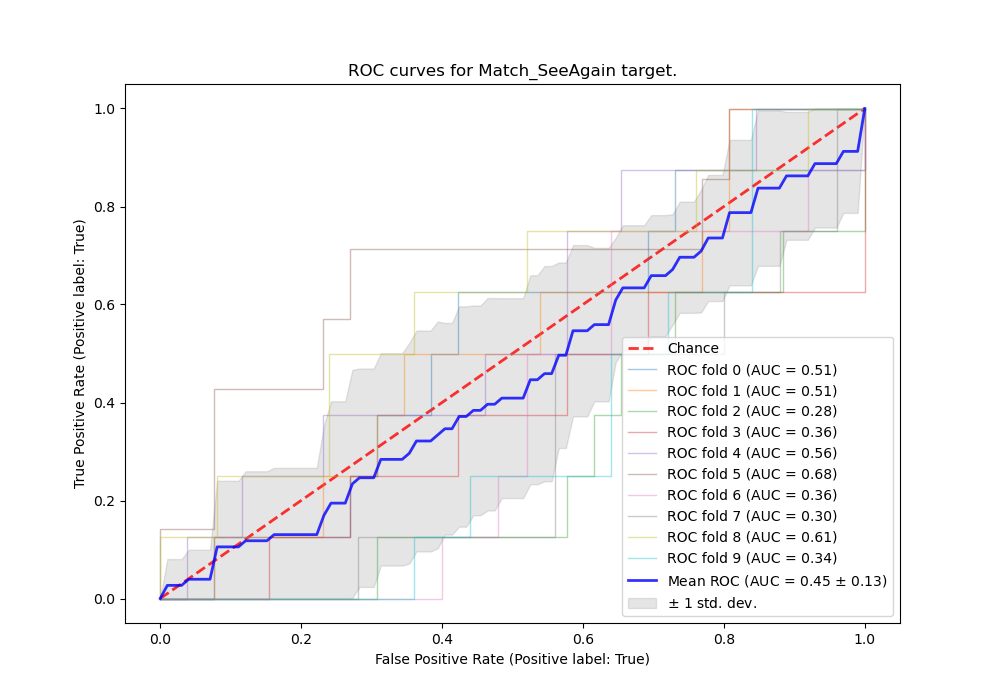 ROC curves for Match_SeeAgain target.
True Positive Rate (Positive label: True)
1.0
0.8
0.6
0.4
0.2
0.0
0.0 0.2 0.4 0.6 0.8 1.0
False Positive Rate (Positive label: True)
Chance
ROC fold 0 (AUC = 0.51)
ROC fold 1 (AUC = 0.51)
ROC fold 2 (AUC = 0.28)
ROC fold 3 (AUC = 0.36)
ROC fold 4 (AUC = 0.56)
ROC fold 5 (AUC = 0.68)
ROC fold 6 (AUC = 0.36)
ROC fold 7 (AUC = 0.30)
ROC fold 8 (AUC = 0.61)
ROC fold 9 (AUC = 0.34)
Mean ROC (AUC = 0.45 ± 0.13)
± 1 std. dev.